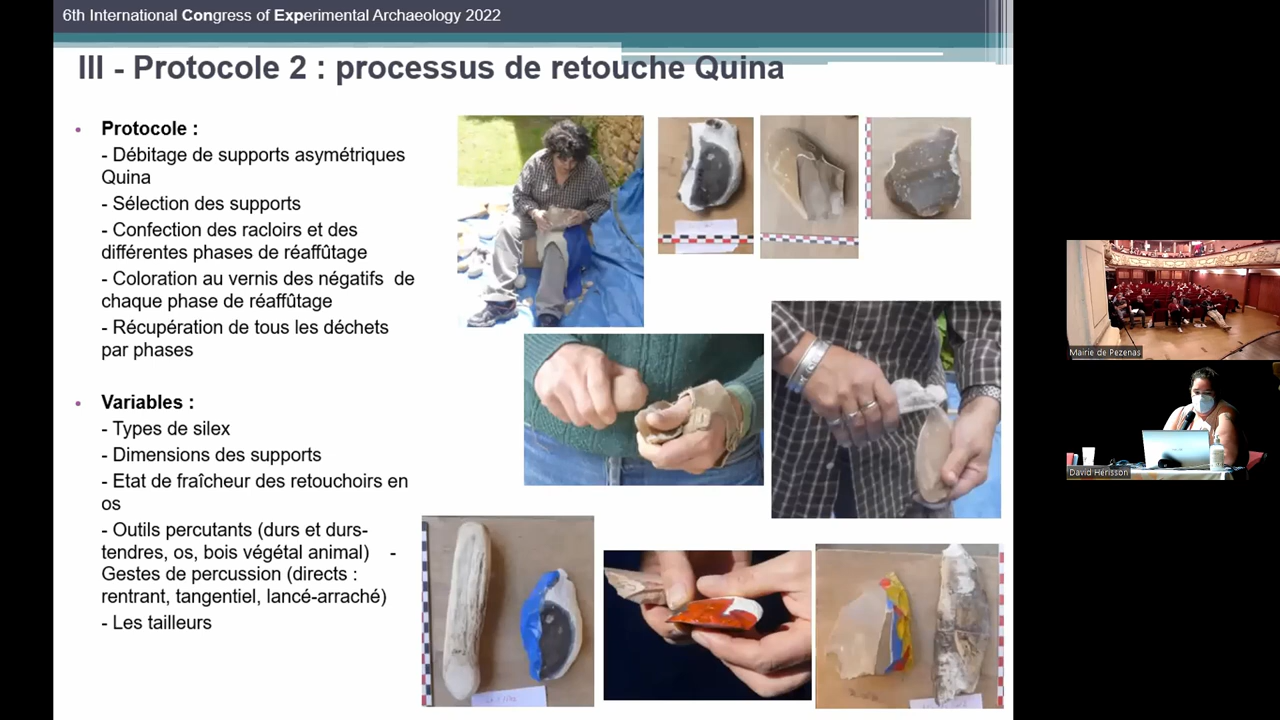 6th International Congress of Experimental Archaeology 2022
III - Protocole 2 : processus de retouche Quina
• Protocole :
- Débitage de supports asymétriques
Quina
- Sélection des supports
- Confection des racloirs et des
différentes phases de réaffûtage
- Coloration au vernis des négatifs de
chaque phase de réaffûtage
- Récupération de tous les déchets
par phases
• Variables :
- Types de silex
- Dimensions des supports
- Etat de fraîcheur des retouchoirs en
os
- Outils percutants (durs et durs-
tendres, os, bois végétal animal) -
Gestes de percussion (directs :
rentrant, tangentiel, lancé-arraché)
- Les tailleurs
Mairie de Pezenas
David Hérisson